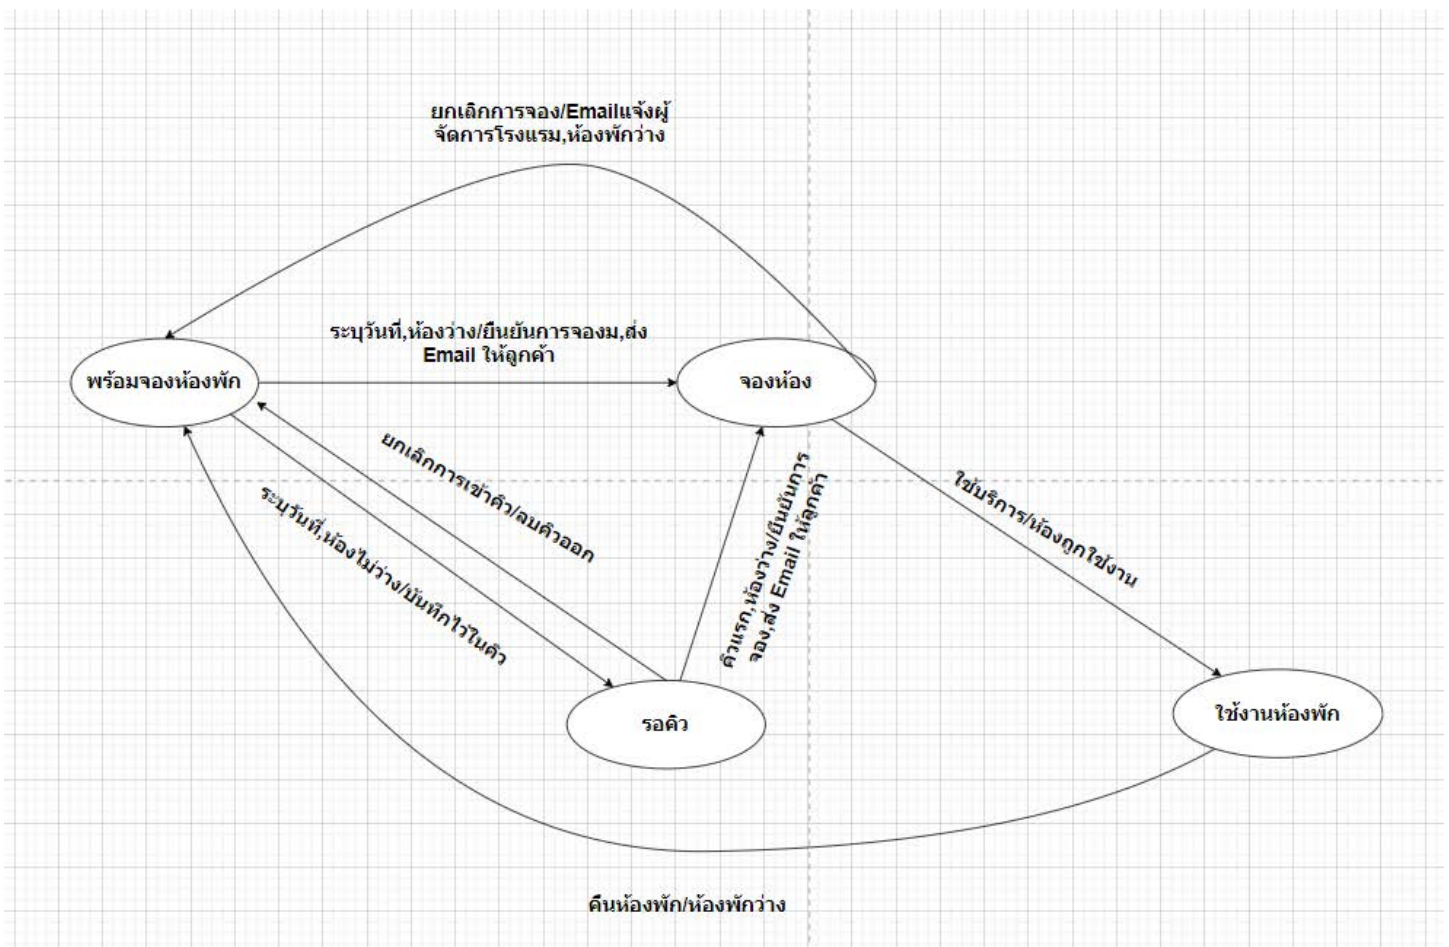 ยกเลิกการจอง/Emailแจ้งผู้
จัดการโรงแรม,ห้องพักว่าง
ระบุวันที่,ห้องว่าง/ยืนยันการจองม,ส่ง
Email ให้ลูกค้า
พร้อมจองห้องพัก
จองห้อง
ยกเลิกการเข้าคิว/ลบคิวออก
ระบุวันที่,ห้องไม่ว่าง/บันทึกไว้ในคิว
คิวแรก,ห้องว่าง/ยืนยันการ
จอง,ส่ง Email ให้ลูกค้า
ใช้บริการ/ห้องถูกใช้งาน
รอคิว
ใช้งานห้องพัก
คืนห้องพัก/ห้องพักว่าง